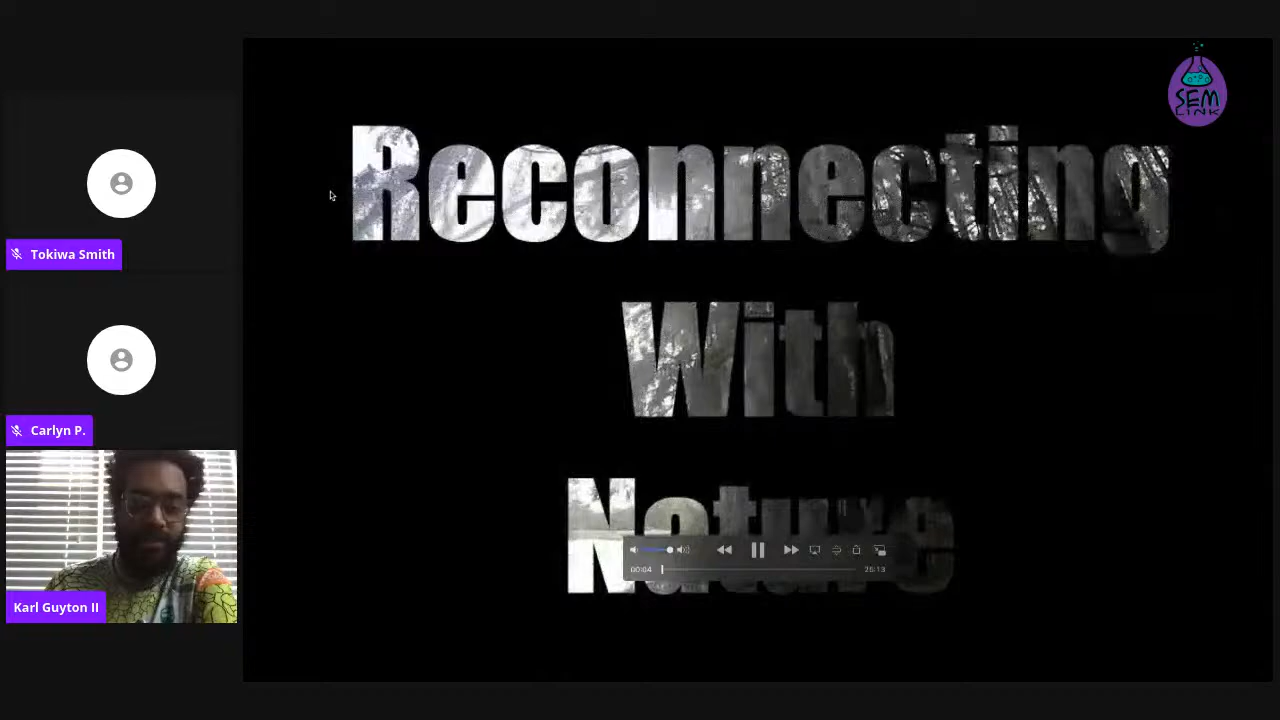 SEM
LINK
Reconnecting
With
Nature
00:04
25:13
Tokiwa Smith
Carlyn P.
Karl Guyton II